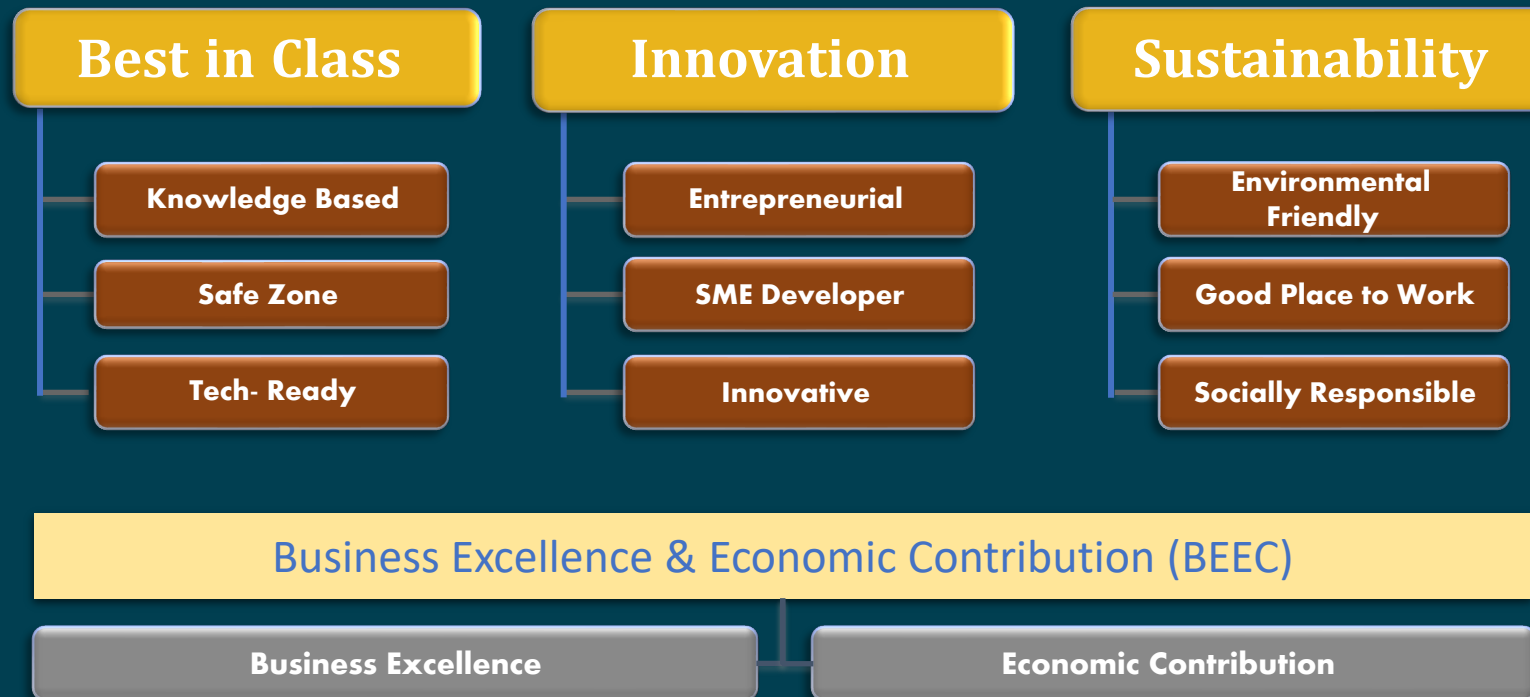 Best in Class
Knowledge Based
Safe Zone
Tech- Ready
Innovation
Entrepreneurial
SME Developer
Innovative
Sustainability
Environmental
Friendly
Good Place to Work
Socially Responsible
Business Excellence & Economic Contribution (BEEC)
Business Excellence
Economic Contribution